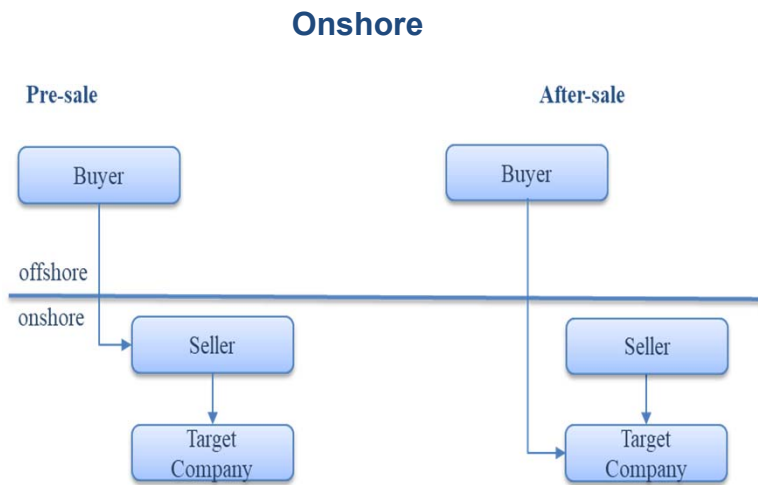 Onshore
Pre-sale
After-sale
Buyer
Buyer
offshore
onshore
Seller
Seller
Target
Company
Target
Company